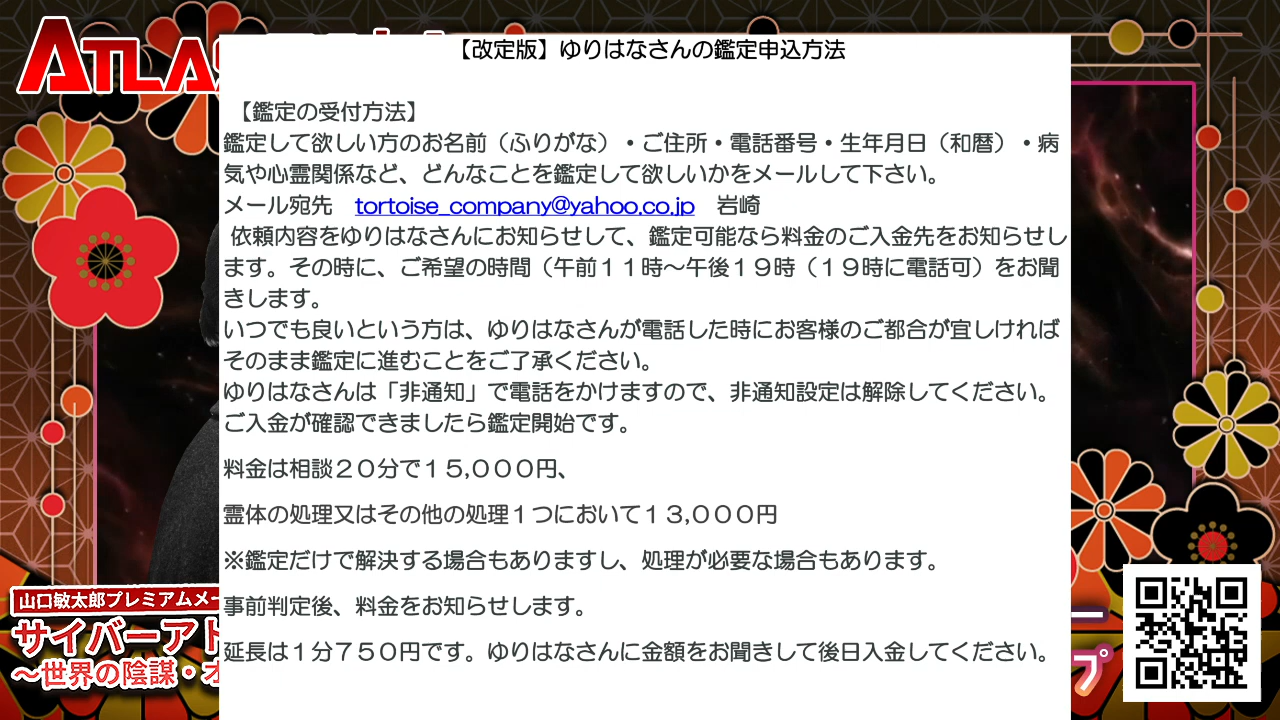 ATLAS
【改定版】ゆりはなさんの鑑定申込方法
【鑑定の受付方法】
鑑定して欲しい方のお名前（ふりがな）・ご住所・電話番号・生年月日（和暦）・病
気や心霊関係など、どんなことを鑑定して欲しいかをメールして下さい。
メール宛先　tortoise_company@yahoo.co.jp　岩崎
依頼内容をゆりはなさんにお知らせして、鑑定可能なら料金のご入金先をお知らせし
ます。その時に、ご希望の時間（午前１１時～午後１９時（１９時に電話可）をお聞
きします。
いつでも良いという方は、ゆりはなさんが電話した時にお客様のご都合が宜しければ
そのまま鑑定に進むことをご了承ください。
ゆりはなさんは「非通知」で電話をかけますので、非通知設定は解除してください。
ご入金が確認できましたら鑑定開始です。
料金は相談２０分で１５,０００円、
霊体の処理又はその他の処理１つにおいて１３,０００円
※鑑定だけで解決する場合もありますし、処理が必要な場合もあります。
事前判定後、料金をお知らせします。
延長は１分７５０円です。ゆりはなさんに金額をお聞きして後日入金してください。
山口敏太郎プレミアムメー
サイバーアト
～世界の陰謀・オ
プ